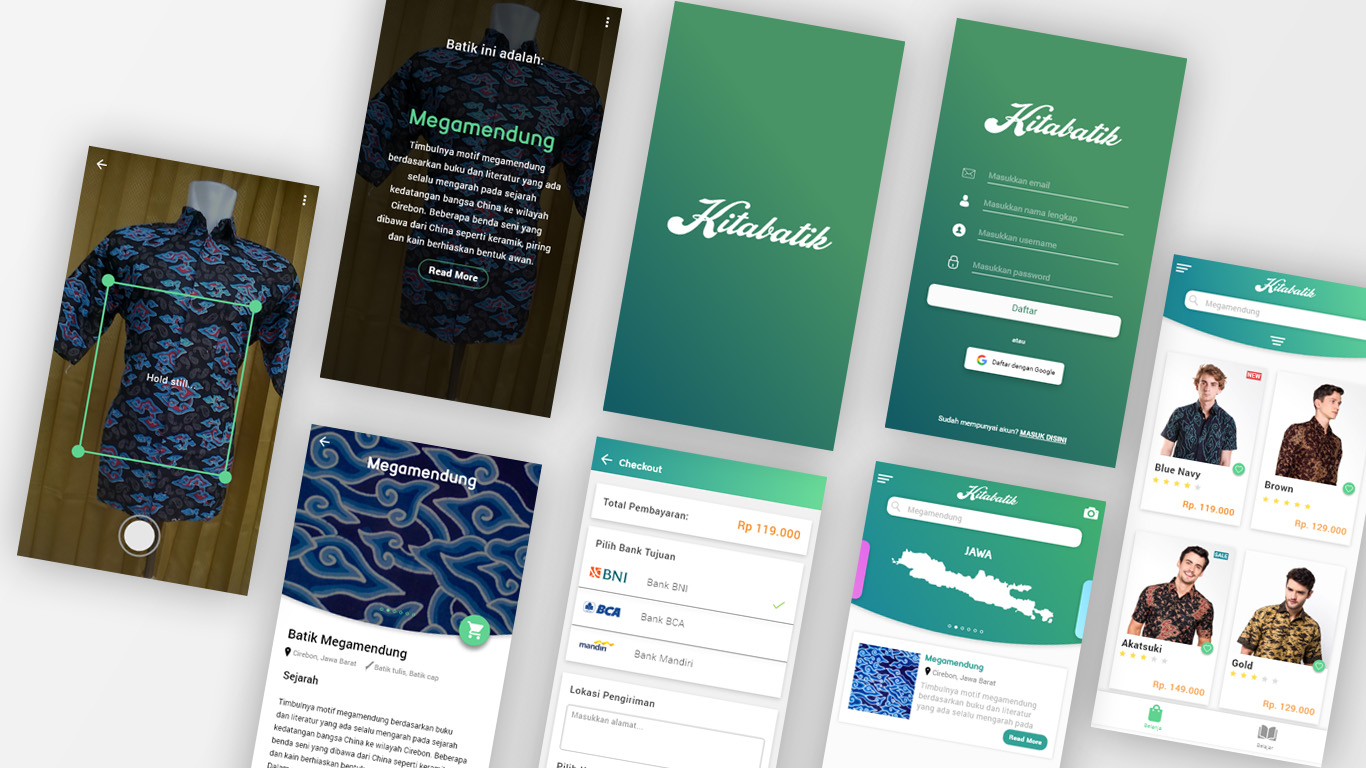 Hold still..
Batik ini adalah:
Megamendung
Timbulnya motif megamendung
berdasarkan buku dan literatur yang ada
selalu mengarah pada sejarah
kedatangan bangsa China ke wilayah
Cirebon. Beberapa benda seni yang
dibawa dari China seperti keramik, piring
dan kain berhiaskan bentuk awan.
Read More
Kitabatik
Kitabatik
Masukkan email
Masukkan nama lengkap
Masukkan username
Masukkan password
Daftar
atau
Daftar dengan Google
Sudah mempunyai akun? MASUK DISINI
Megamendung
Batik Megamendung
Cirebon, Jawa Barat
Batik tulis, Batik cap
Sejarah
Timbulnya motif megamendung berdasarkan buku
dan literatur yang ada selalu mengarah pada sejarah
kedatangan bangsa China ke wilayah Cirebon. Beberapa
benda seni yang dibawa dari China seperti keramik, piring
dan kain berhiaskan bentuk
Checkout
Total Pembayaran:
Rp 119.000
Pilih Bank Tujuan
BNI
Bank BNI
BCA
Bank BCA
mandiri
Bank Mandiri
Lokasi Pengiriman
Masukkan alamat...
Kitabatik
Megamendung
JAWA
Megamendung
Cirebon, Jawa Barat
Timbulnya motif megamendung
berdasarkan buku dan literatur
yang ada selalu mengarah pada
Read More
Kitabatik
Megamendung
NEW
Blue Navy
Rp. 119.000
Brown
Rp. 129.000
SALE
Akatsuki
Rp. 149.000
Gold
Rp. 129.000
Belanja
Belajar